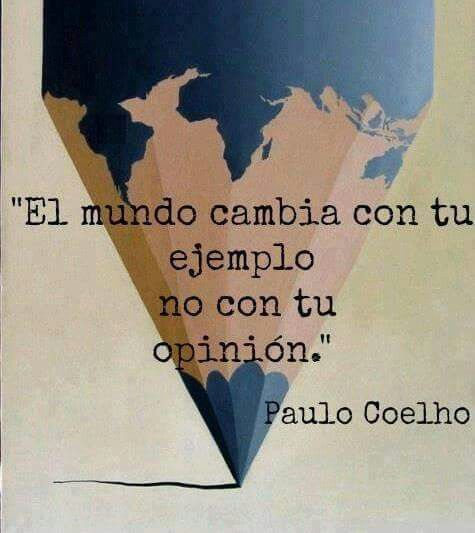 "El mundo cambia con tu
ejemplo
no con tu
opinión."
Paulo Coelho